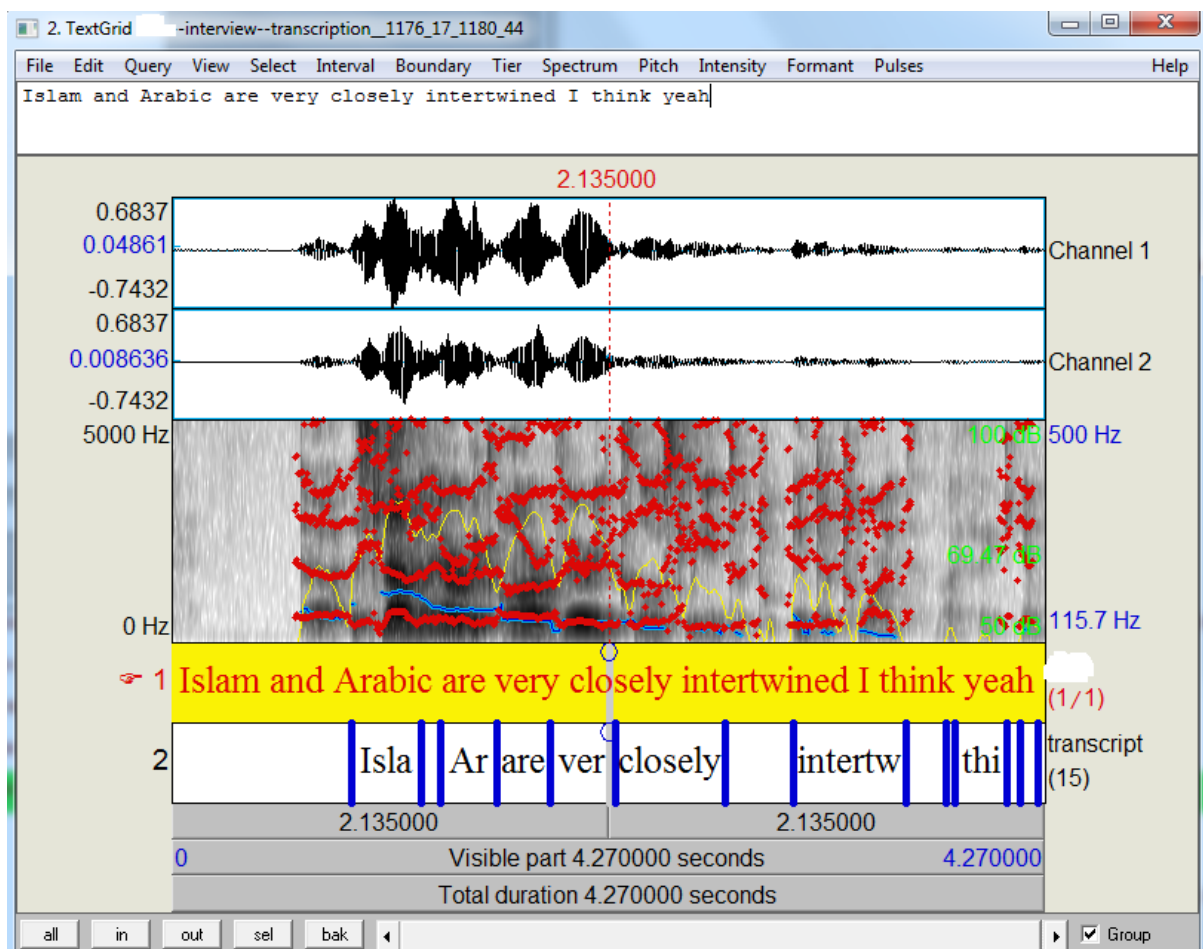 2. TextGrid -interview--transcription__1176_17_1180_44
File Edit Query View Select Interval Boundary Tier Spectrum Pitch Intensity Formant Pulses Help
Islam and Arabic are very closely intertwined I think yeah
2.135000
0.6837
0.04861
-0.7432
Channel 1
0.6837
0.008636
-0.7432
Channel 2
5000 Hz
0 Hz
100 dB
69.47 dB
50 dB
500 Hz
115.7 Hz
☞ 1 Islam and Arabic are very closely intertwined I think yeah
(1/1)
2 Isla Ar are ver closely intertw thi
transcript
(15)
2.135000 2.135000
0 Visible part 4.270000 seconds 4.270000
Total duration 4.270000 seconds
all in out sel bak Group